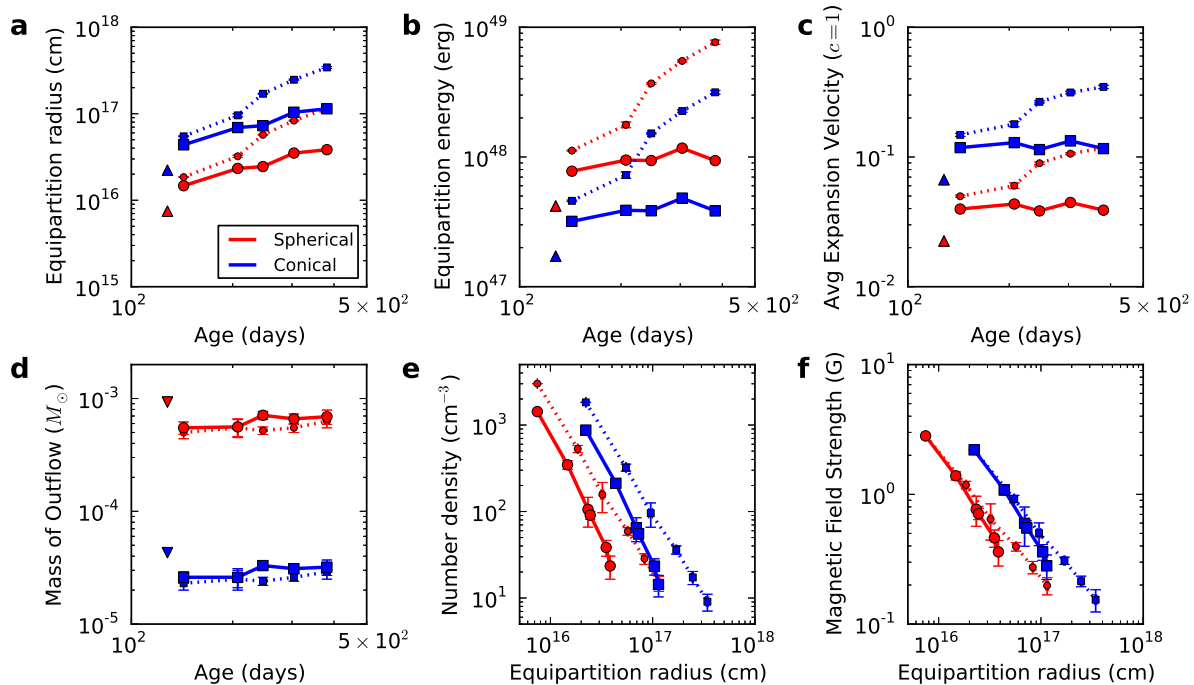 a
Equipartition radius (cm)
10^18
10^17
10^16
10^15
10^2
5 × 10^2
Age (days)
Spherical
Conical
b
Equipartition energy (erg)
10^49
10^48
10^47
10^2
5 × 10^2
Age (days)
c
Avg Expansion Velocity (c=1)
10^0
10^-1
10^-2
10^2
5 × 10^2
Age (days)
d
Mass of Outflow (M_⊙)
10^-3
10^-4
10^-5
10^2
5 × 10^2
Age (days)
e
Number density (cm^-3)
10^3
10^2
10^1
10^16
10^17
10^18
Equipartition radius (cm)
f
Magnetic Field Strength (G)
10^1
10^0
10^-1
10^16
10^17
10^18
Equipartition radius (cm)